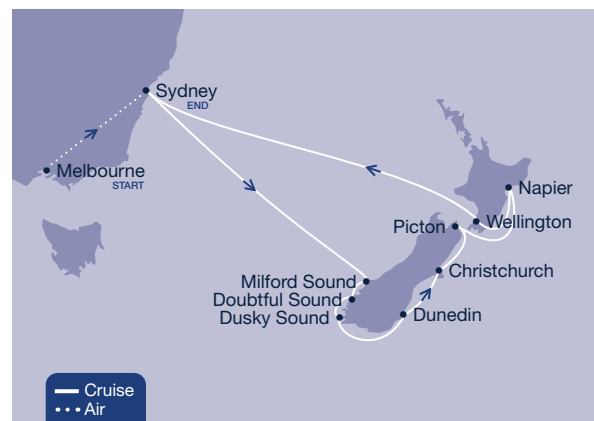 Sydney
END
Melbourne
START
Napier
Picton
Wellington
Christchurch
Milford Sound
Doubtful Sound
Dusky Sound
Dunedin
Cruise
Air